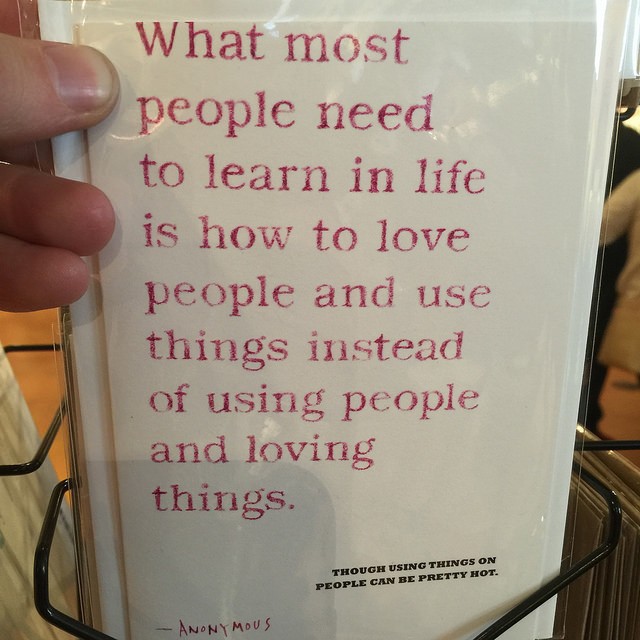 What most
people need
to learn in life
is how to love
people and use
things instead
of using people
and loving
things.
THOUGH USING THINGS ON
PEOPLE CAN BE PRETTY HOT.
— ANONYMOUS